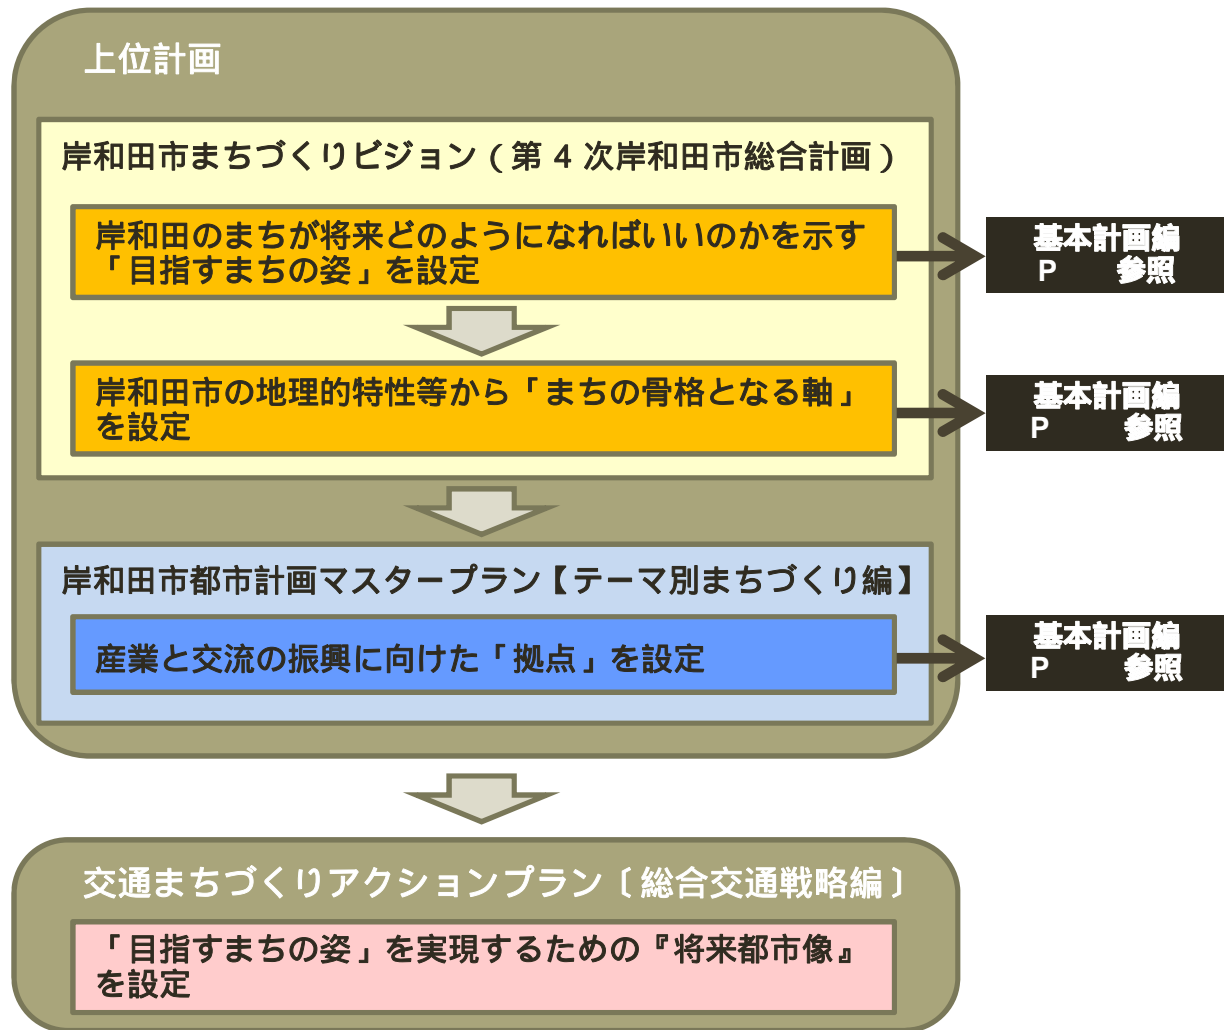 上位計画
岸和田市まちづくりビジョン(第4次岸和田市総合計画)
岸和田のまちが将来どのようになればいいのかを示す
「目指すまちの姿」を設定
基本計画編
P 参照
岸和田市の地理的特性等から「まちの骨格となる軸」
を設定
基本計画編
P 参照
岸和田市都市計画マスタープラン【テーマ別まちづくり編】
産業と交流の振興に向けた「拠点」を設定
基本計画編
P 参照
交通まちづくりアクションプラン〔総合交通戦略編〕
「目指すまちの姿」を実現するための『将来都市像』
を設定